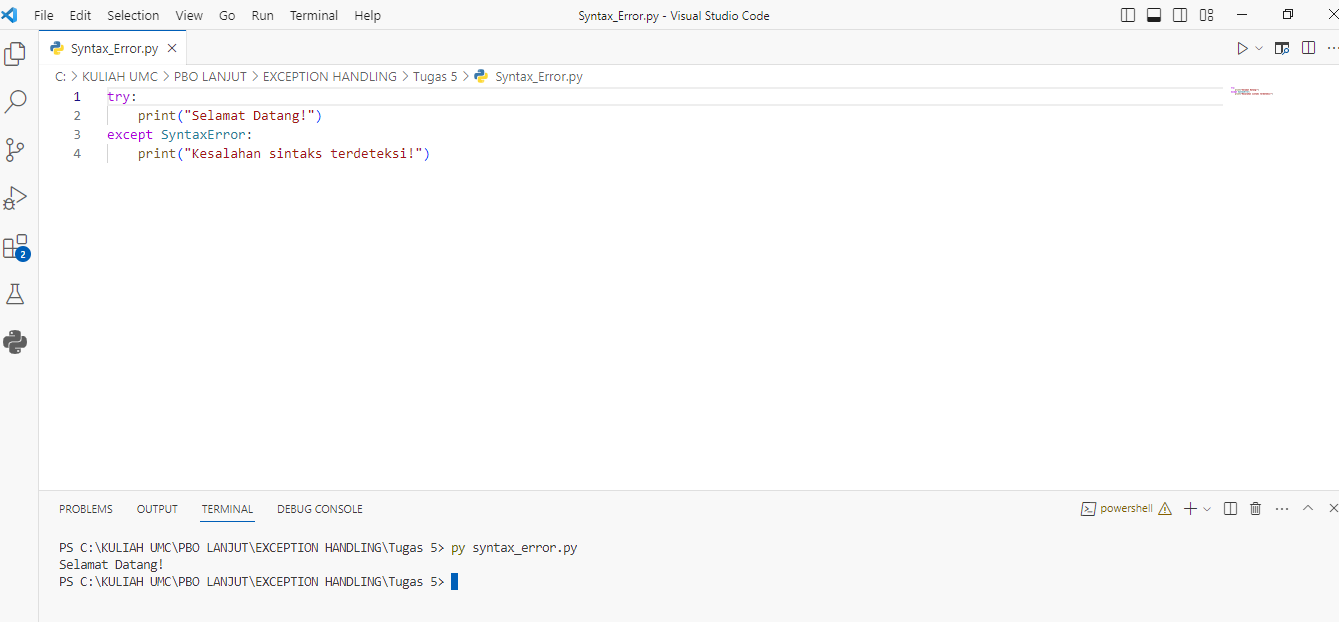 File Edit Selection View Go Run Terminal Help Syntax_Error.py - Visual Studio Code
Syntax_Error.py
C: > KULIAH UMC > PBO LANJUT > EXCEPTION HANDLING > Tugas 5 > Syntax_Error.py
1 try:
2     print("Selamat Datang!")
3 except SyntaxError:
4     print("Kesalahan sintaks terdeteksi!")
2
PROBLEMS OUTPUT TERMINAL DEBUG CONSOLE powershell
PS C:\KULIAH UMC\PBO LANJUT\EXCEPTION HANDLING\Tugas 5> py syntax_error.py
Selamat Datang!
PS C:\KULIAH UMC\PBO LANJUT\EXCEPTION HANDLING\Tugas 5>